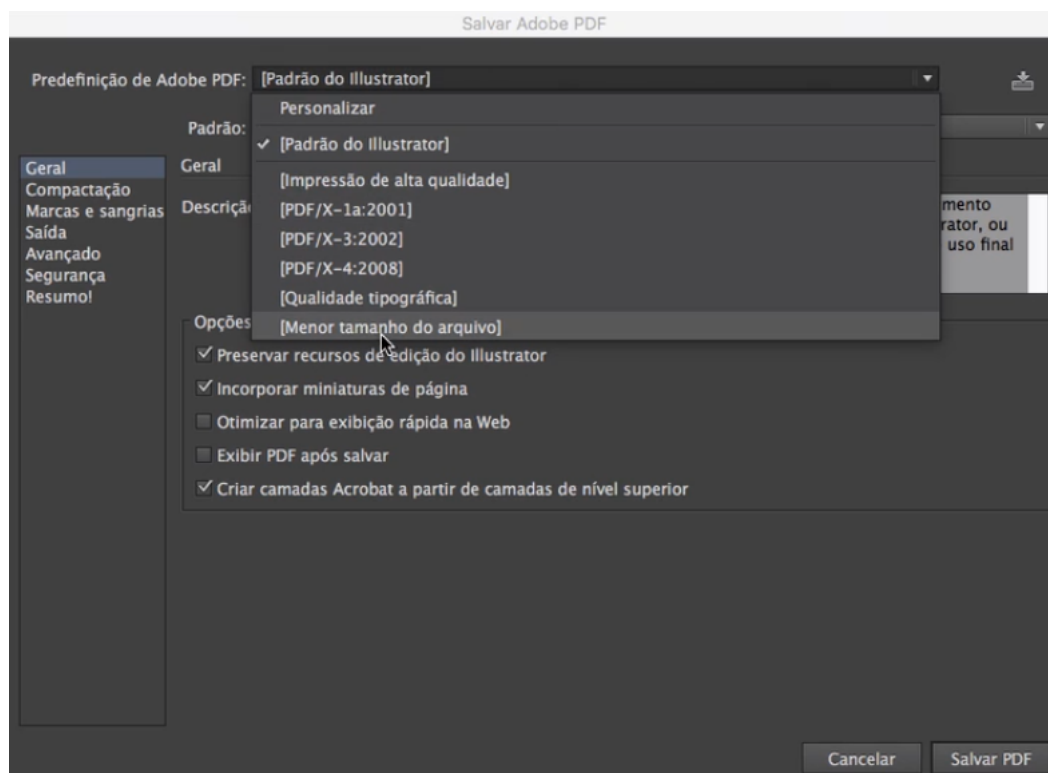 Salvar Adobe PDF
Predefinição de Adobe PDF: [Padrão do Illustrator]
Personalizar
Padrão:
[Padrão do Illustrator]
Geral
Compactação
Marcas e sangrias
Saída
Avançado
Segurança
Resumo!
Geral
[Impressão de alta qualidade]
Descriçã
[PDF/X-1a:2001]
[PDF/X-3:2002]
[PDF/X-4:2008]
[Qualidade tipográfica]
[Menor tamanho do arquivo]
mento
rator, ou
uso final
Opções
Preservar recursos de edição do Illustrator
Incorporar miniaturas de página
Otimizar para exibição rápida na Web
Exibir PDF após salvar
Criar camadas Acrobat a partir de camadas de nível superior
Cancelar
Salvar PDF